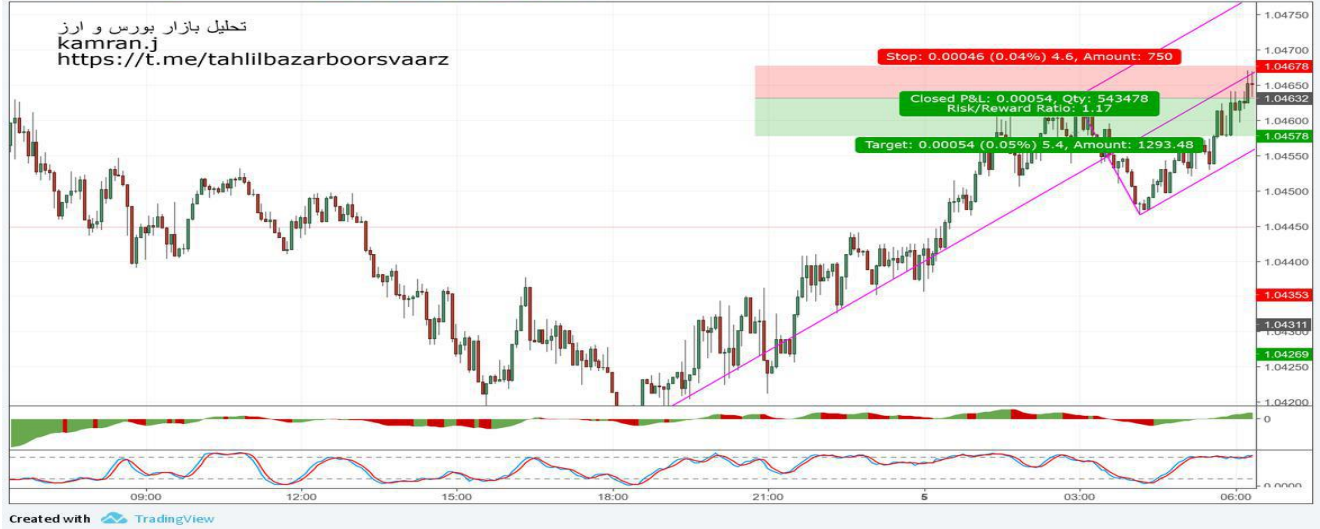 تحلیل بازار بورس و ارز
kamran.j
https://t.me/tahlilbazarboorsvaarz
Stop: 0.00046 (0.04%) 4.6, Amount: 750
Closed P&L: 0.00054, Qty: 543478
Risk/Reward Ratio: 1.17
Target: 0.00054 (0.05%) 5.4, Amount: 1293.48
1.04750
1.04700
1.04678
1.04650
1.04632
1.04600
1.04578
1.04550
1.04500
1.04450
1.04400
1.04353
1.04311
1.04300
1.04269
1.04250
1.04200
0
0.0000
09:00 12:00 15:00 18:00 21:00 5 03:00 06:00
Created with TradingView